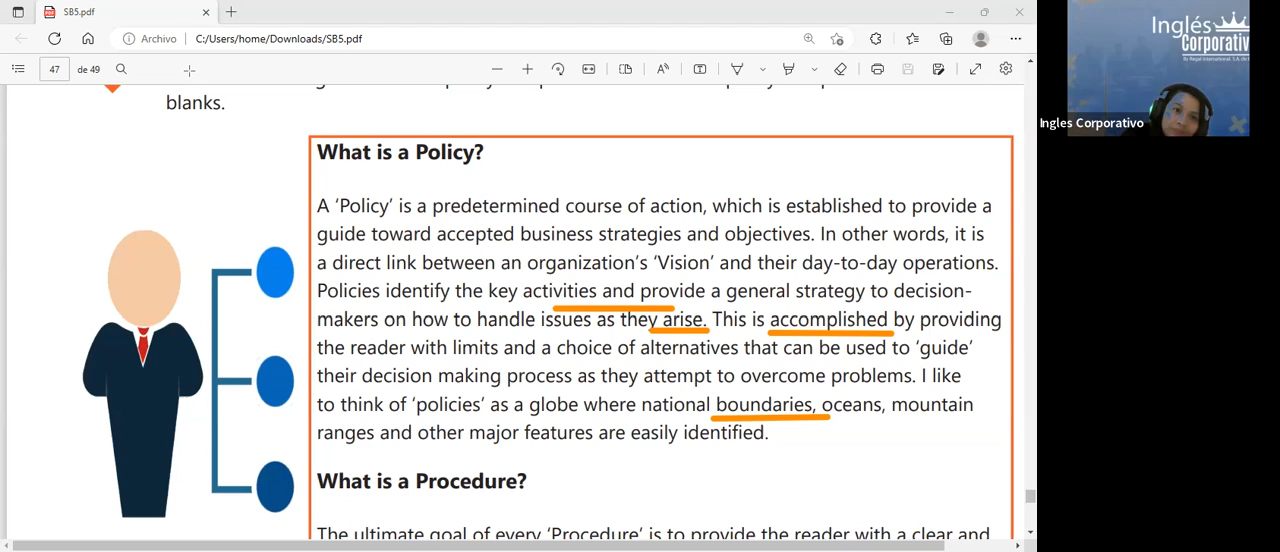 SB5.pdf
Archivo C:/Users/home/Downloads/SB5.pdf
47 de 49
blanks.
What is a Policy?
A ‘Policy’ is a predetermined course of action, which is established to provide a
guide toward accepted business strategies and objectives. In other words, it is
a direct link between an organization’s ‘Vision’ and their day-to-day operations.
Policies identify the key activities and provide a general strategy to decision-
makers on how to handle issues as they arise. This is accomplished by providing
the reader with limits and a choice of alternatives that can be used to ‘guide’
their decision making process as they attempt to overcome problems. I like
to think of ‘policies’ as a globe where national boundaries, oceans, mountain
ranges and other major features are easily identified.
What is a Procedure?
The ultimate goal of every ‘Procedure’ is to provide the reader with a clear and
Inglés
Corporativ
Ingles Corporativo